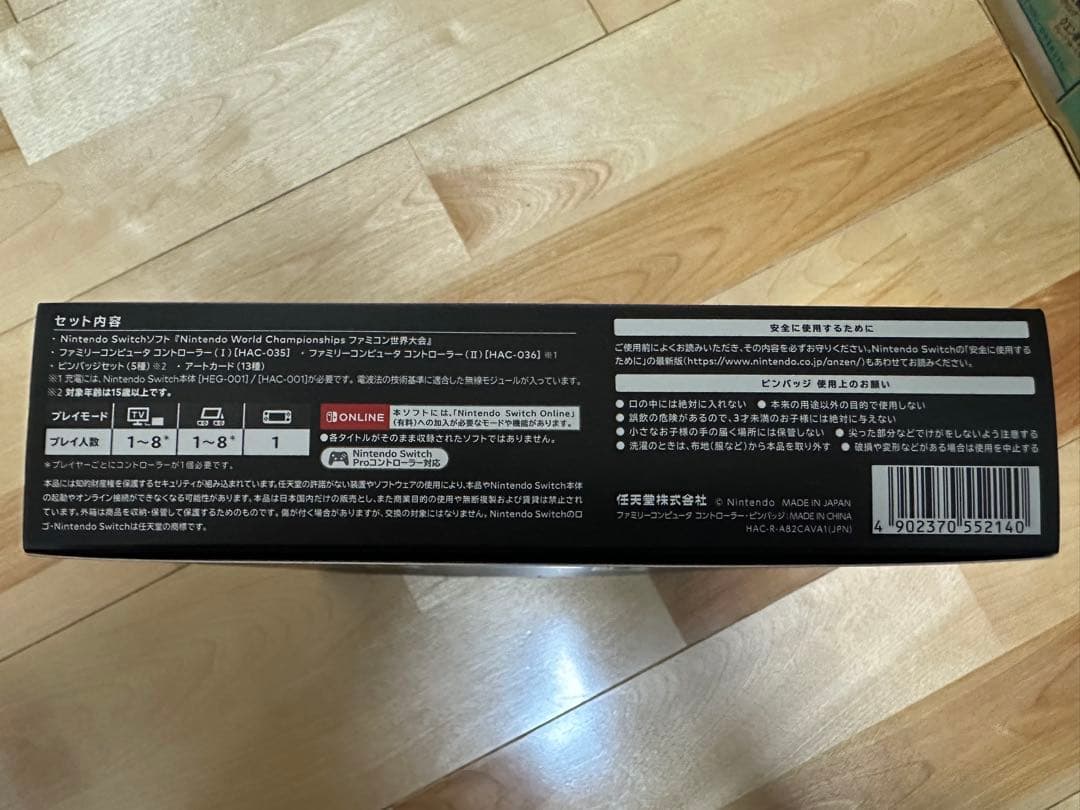 セット内容
・Nintendo Switchソフト『Nintendo World Championships ファミコン世界大会』
・ファミリーコンピュータ コントローラー(Ⅰ)[HAC-035] ・ファミリーコンピュータ コントローラー(Ⅱ)[HAC-036]※1
・ピンバッジセット(5種)※2 ・アートカード(13種)
※1 充電には、Nintendo Switch本体[HEG-001]/[HAC-001]が必要です。電波法の技術基準に適合した無線モジュールが入っています。
※2 対象年齢は15歳以上です。
プレイモード TV
プレイ人数 1〜8* 1〜8* 1
*プレイヤーごとにコントローラーが1個必要です。
ONLINE
本ソフトには、「Nintendo Switch Online」
(有料)への加入が必要なモードや機能があります。
●各タイトルがそのまま収録されたソフトではありません。
Nintendo Switch
Proコントローラー対応
本品には知的財産権を保護するセキュリティが組み込まれています。任天堂の許諾がない装置やソフトウェアの使用により、本品やNintendo Switch本体
の起動やオンライン接続ができなくなる可能性があります。本品は日本国内だけの販売とし、また商業目的の使用や無断複製および賃貸は禁止されて
います。外箱は商品を収納・保管して保護するためのものです。傷が付く場合がありますが、交換の対象にはなりません。Nintendo Switchのロ
ゴ・Nintendo Switchは任天堂の商標です。
安全に使用するために
ご使用前によくお読みいただき、その内容を必ずお守りください。Nintendo Switchの「安全に使用する
ために」の最新版(https://www.nintendo.co.jp/anzen/)もあわせてお読みください。
ピンバッジ 使用上のお願い
● 口の中には絶対に入れない ● 本来の用途以外の目的で使用しない
● 誤飲の危険があるので、3才未満のお子様には絶対に与えない
● 小さなお子様の手の届く場所には保管しない ● 尖った部分などでけがをしないよう注意する
● 洗濯のときは、布地(服など)から本品を取り外す ● 破損や変形などがある場合は使用を中止する
任天堂株式会社 © Nintendo MADE IN JAPAN
ファミリーコンピュータ コントローラー・ピンバッジ:MADE IN CHINA
HAC-R-AB2CAVA1(JPN)
4 902370 552140